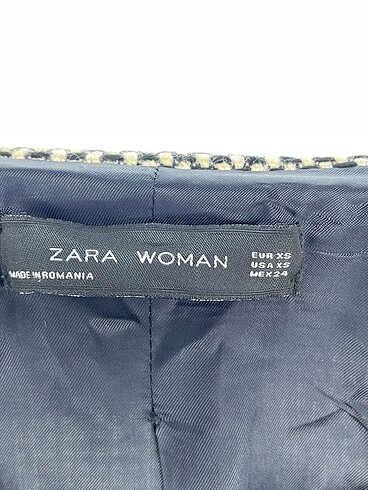 ZARA WOMAN
EUR XS
USA XS
MEX 24
MADE IN ROMANIA